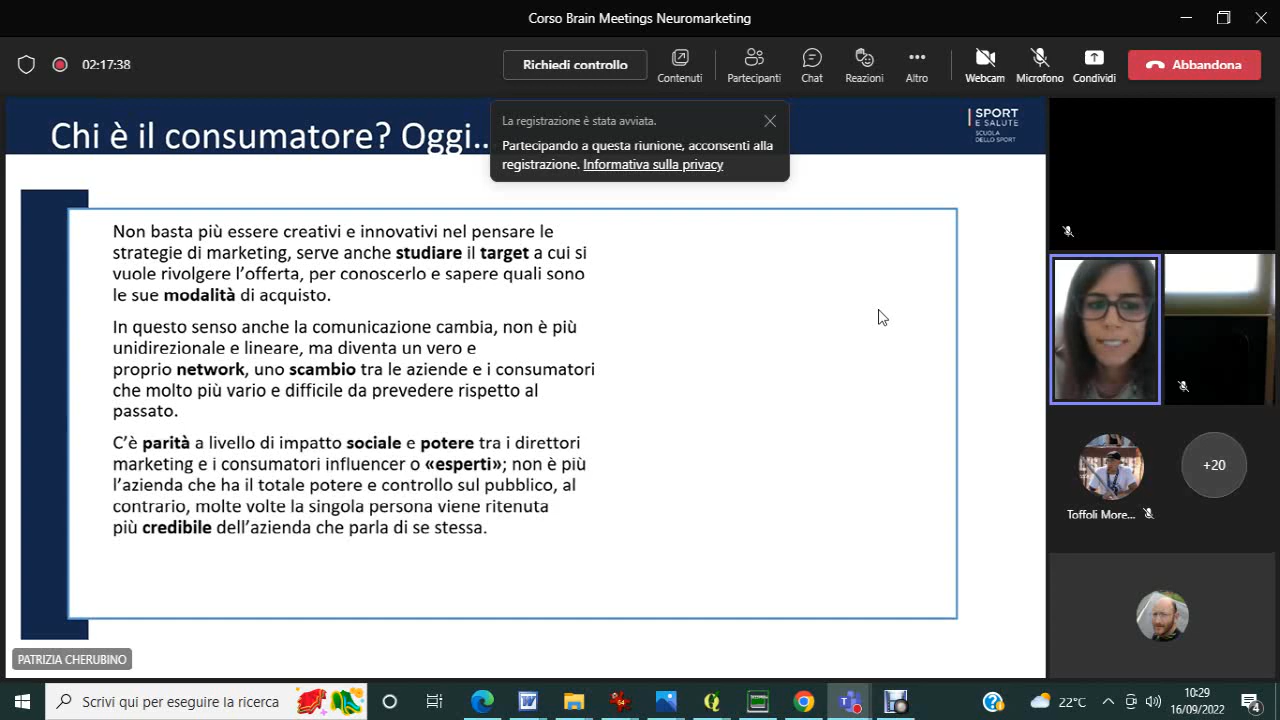 Corso Brain Meetings Neuromarketing
02:17:38
Richiedi controllo
Contenuti
Partecipanti
Chat
Reazioni
Altro
Webcam
Microfono
Condividi
Abbandona
Chi è il consumatore? Oggi..
SPORT
E SALUTE
SCUOLA
DELLO SPORT
La registrazione è stata avviata.
Partecipando a questa riunione, acconsenti alla
registrazione. Informativa sulla privacy
Non basta più essere creativi e innovativi nel pensare le
strategie di marketing, serve anche studiare il target a cui si
vuole rivolgere l’offerta, per conoscerlo e sapere quali sono
le sue modalità di acquisto.
In questo senso anche la comunicazione cambia, non è più
unidirezionale e lineare, ma diventa un vero e
proprio network, uno scambio tra le aziende e i consumatori
che molto più vario e difficile da prevedere rispetto al
passato.
C’è parità a livello di impatto sociale e potere tra i direttori
marketing e i consumatori influencer o «esperti»; non è più
l’azienda che ha il totale potere e controllo sul pubblico, al
contrario, molte volte la singola persona viene ritenuta
più credibile dell’azienda che parla di se stessa.
+20
Toffoli More...
PATRIZIA CHERUBINO
Scrivi qui per eseguire la ricerca
22°C
10:29
16/09/2022
4